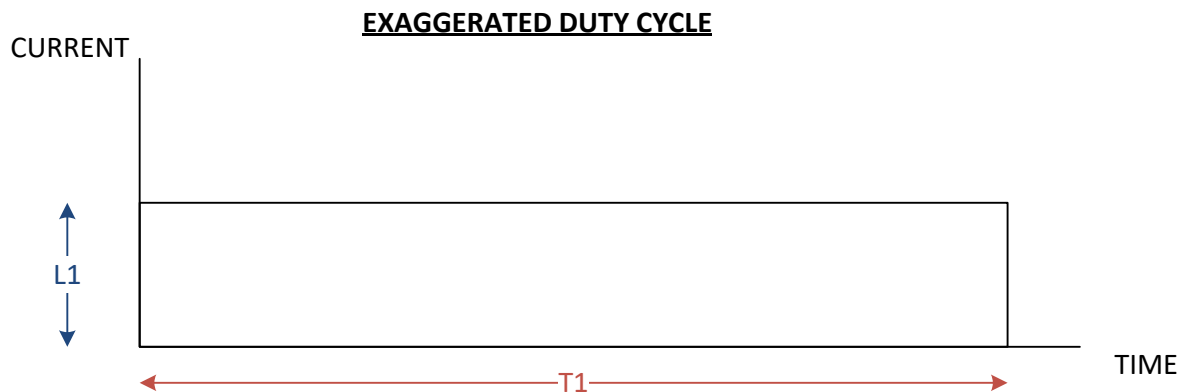 EXAGGERATED DUTY CYCLE
CURRENT
L1
TIME
T1